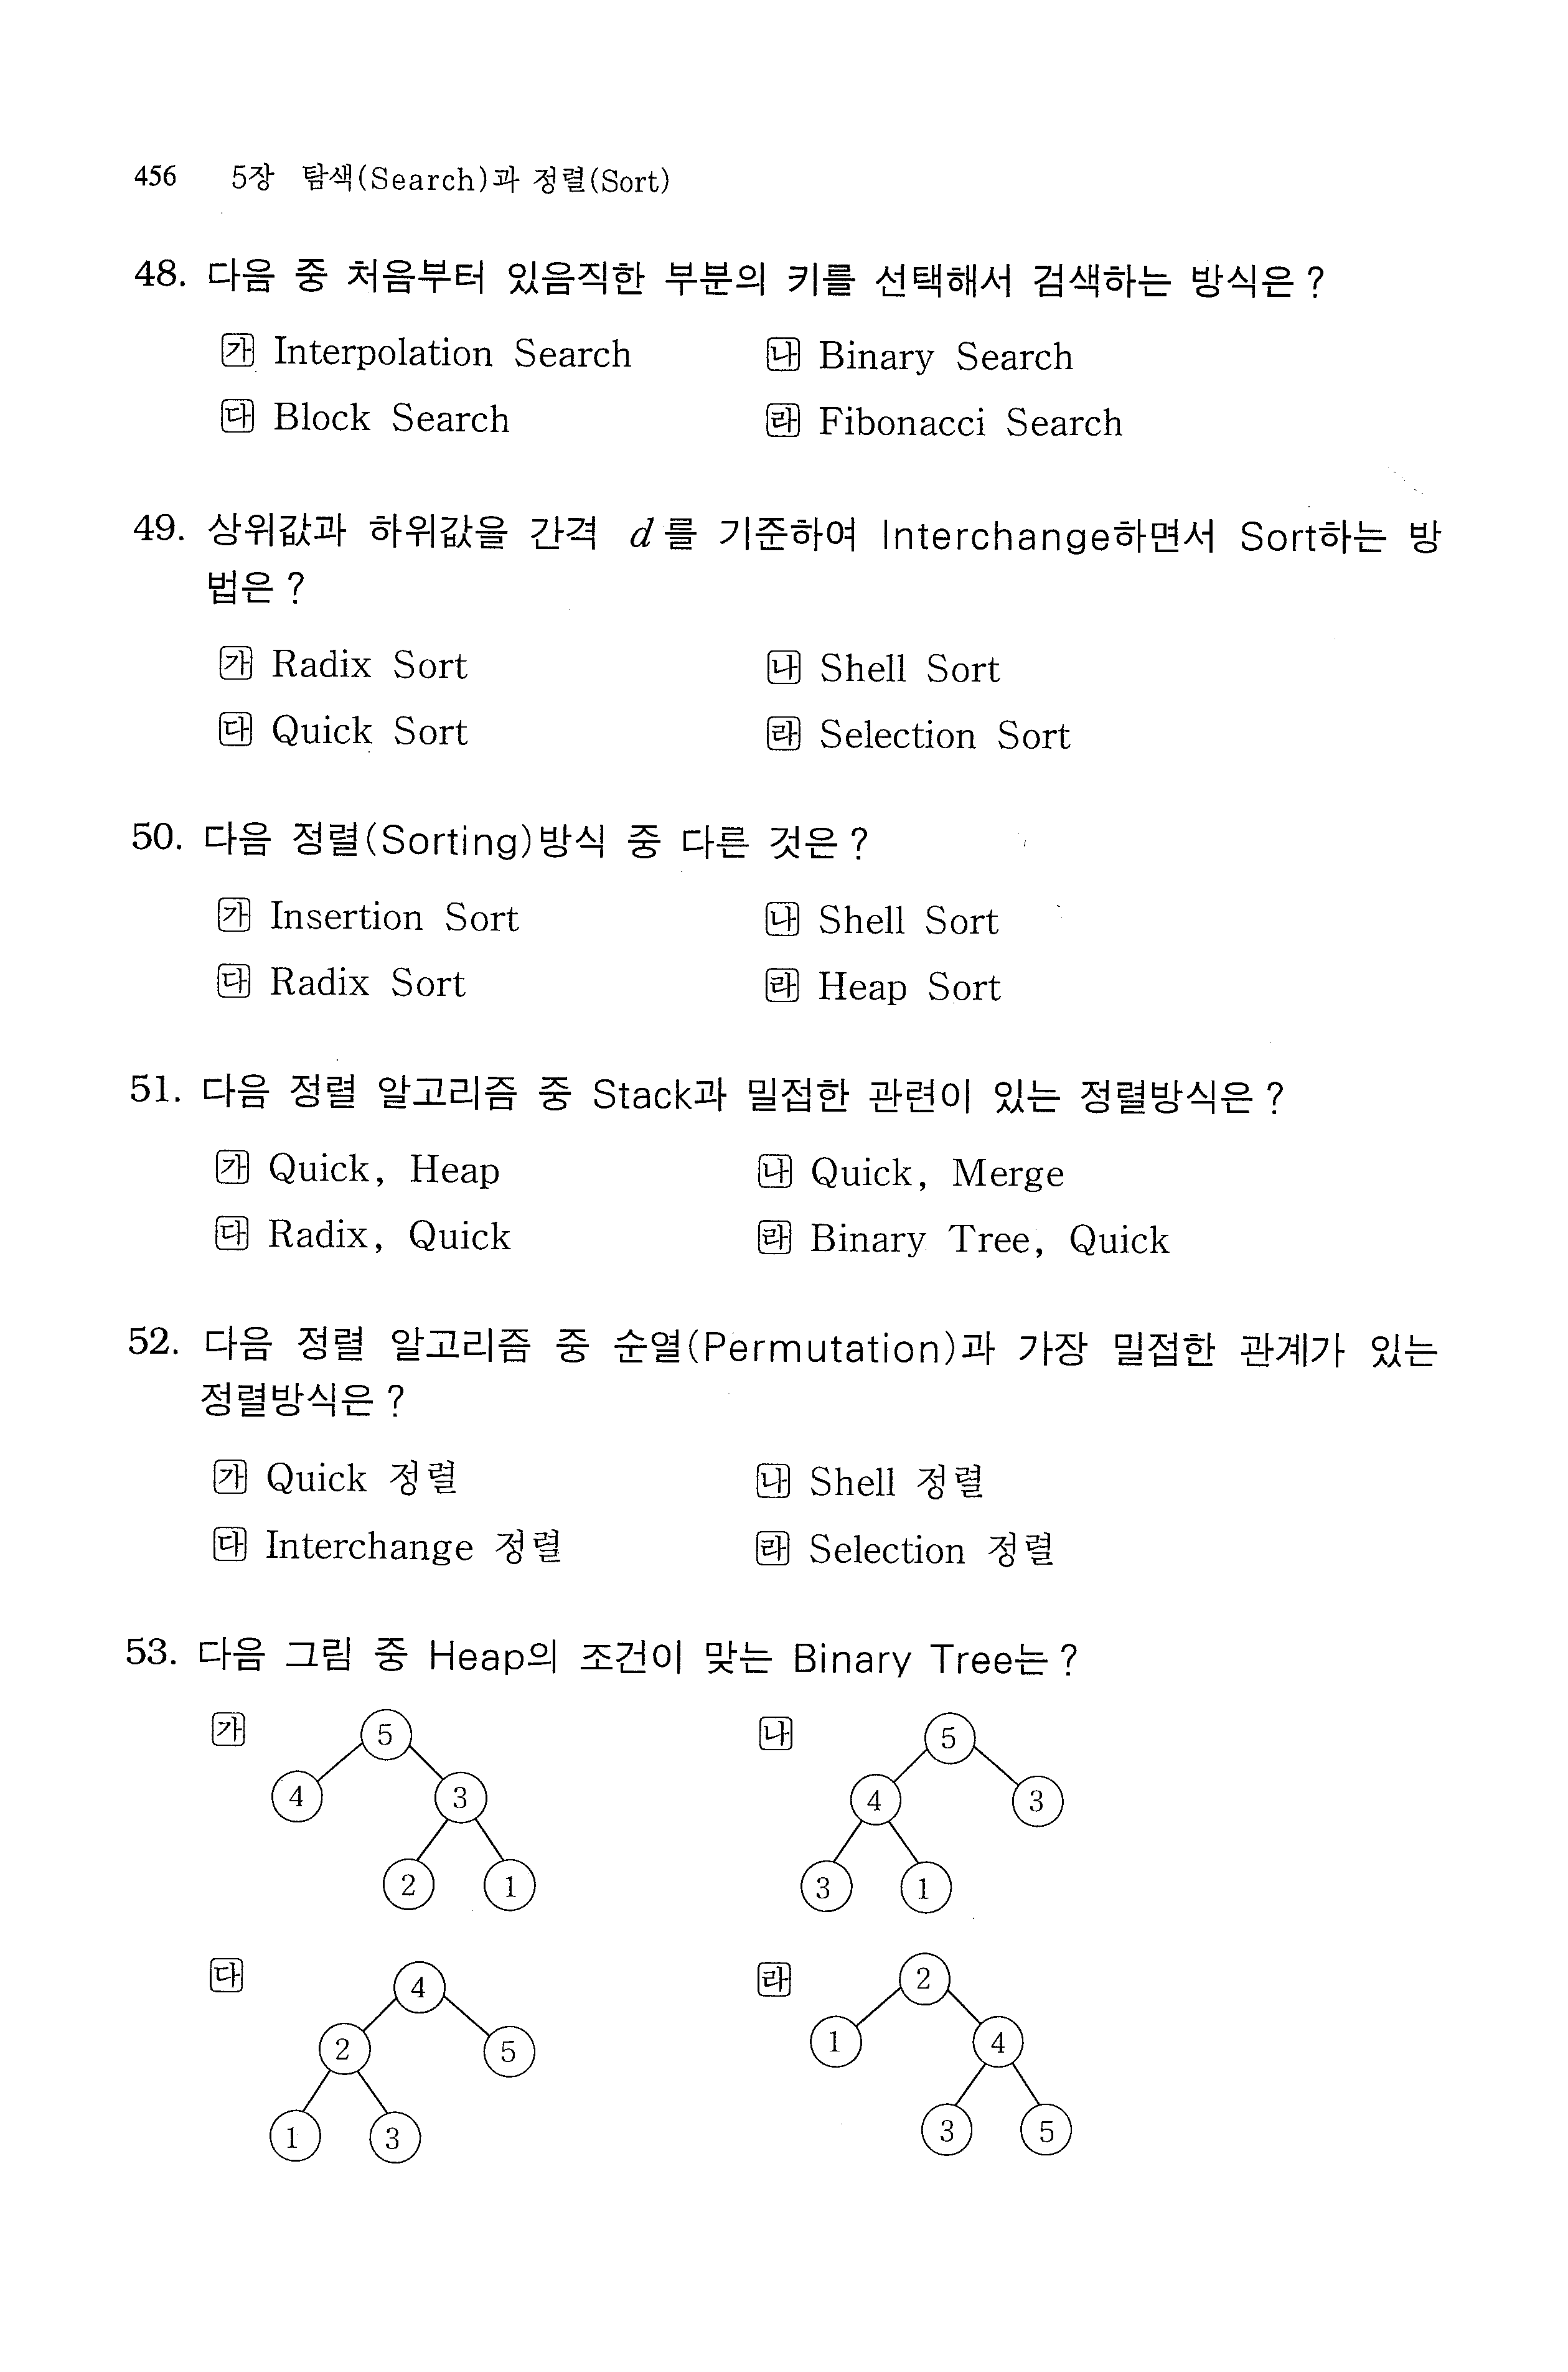 456 5장 탐색(Search)과 정렬(Sort)
48. 다음 중 처음부터 있음직한 부분의 키를 선택해서 검색하는 방식은?
가 Interpolation Search 나 Binary Search
다 Block Search 라 Fibonacci Search
49. 상위값과 하위값을 간격 d를 기준하여 Interchange하면서 Sort하는 방
법은?
가 Radix Sort 나 Shell Sort
다 Quick Sort 라 Selection Sort
50. 다음 정렬(Sorting)방식 중 다른 것은?
가 Insertion Sort 나 Shell Sort
다 Radix Sort 라 Heap Sort
51. 다음 정렬 알고리즘 중 Stack과 밀접한 관련이 있는 정렬방식은?
가 Quick, Heap 나 Quick, Merge
다 Radix, Quick 라 Binary Tree, Quick
52. 다음 정렬 알고리즘 중 순열(Permutation)과 가장 밀접한 관계가 있는
정렬방식은?
가 Quick 정렬 나 Shell 정렬
다 Interchange 정렬 라 Selection 정렬
53. 다음 그림 중 Heap의 조건이 맞는 Binary Tree는?
가 5 나 5
4 3 4 3
2 1 3 1
다 4 라 2
2 5 1 4
1 3 3 5